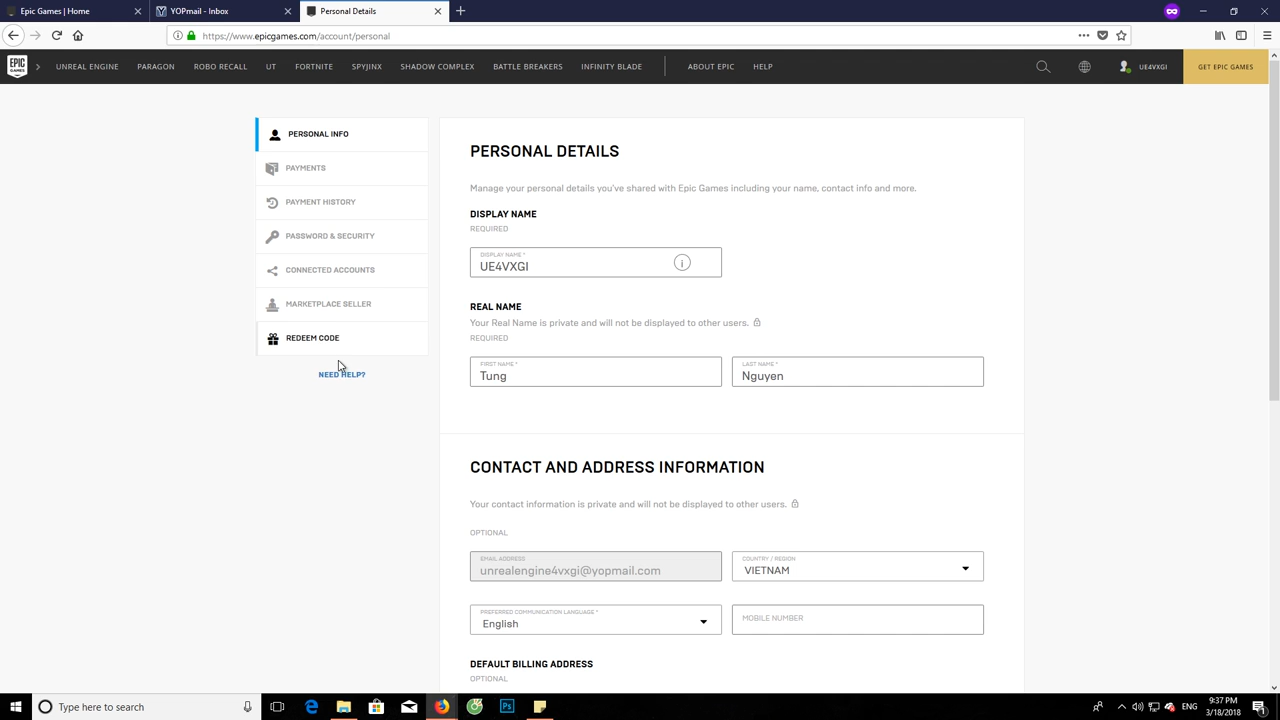 Epic Games | Home
YOPmail - Inbox
Personal Details
https://www.epicgames.com/account/personal
EPIC GAMES
UNREAL ENGINE
PARAGON
ROBO RECALL
UT
FORTNITE
SPYJINX
SHADOW COMPLEX
BATTLE BREAKERS
INFINITY BLADE
ABOUT EPIC
HELP
UE4VXGI
GET EPIC GAMES
PERSONAL INFO
PAYMENTS
PAYMENT HISTORY
PASSWORD & SECURITY
CONNECTED ACCOUNTS
MARKETPLACE SELLER
REDEEM CODE
NEED HELP?
PERSONAL DETAILS
Manage your personal details you've shared with Epic Games including your name, contact info and more.
DISPLAY NAME
REQUIRED
DISPLAY NAME *
UE4VXGI
REAL NAME
Your Real Name is private and will not be displayed to other users.
REQUIRED
FIRST NAME *
Tung
LAST NAME *
Nguyen
CONTACT AND ADDRESS INFORMATION
Your contact information is private and will not be displayed to other users.
OPTIONAL
EMAIL ADDRESS
unrealengine4vxgi@yopmail.com
COUNTRY / REGION
VIETNAM
PREFERRED COMMUNICATION LANGUAGE *
English
MOBILE NUMBER
DEFAULT BILLING ADDRESS
OPTIONAL
Type here to search
Ps
ENG
9:37 PM
3/18/2018
1